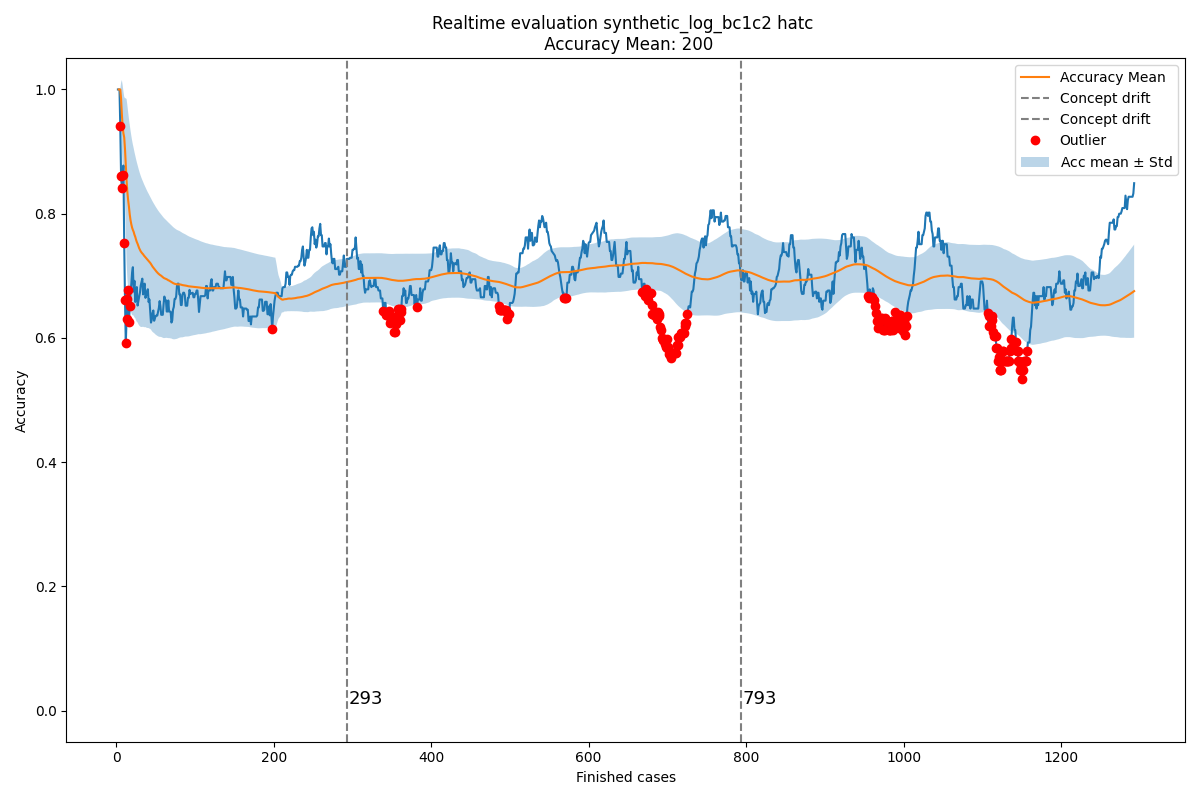 Realtime evaluation synthetic_log_bc1c2 hatc
Accuracy Mean: 200
Accuracy Mean
Concept drift
Concept drift
Outlier
Acc mean ± Std
1.0
0.8
0.6
0.4
0.2
0.0
Accuracy
293
793
0
200
400
600
800
1000
1200
Finished cases